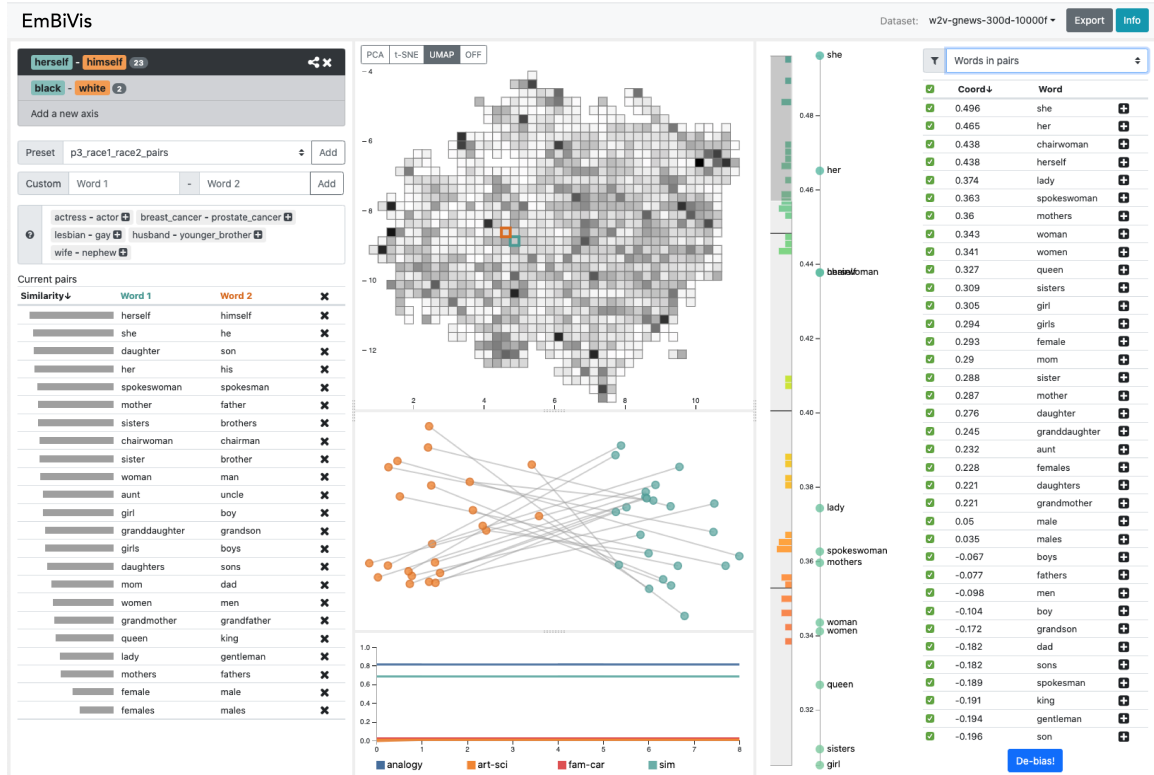 EmBiVis
Dataset: w2v-gnews-300d-10000f
Export
Info
herself - himself 23
black - white 2
Add a new axis
Preset p3_race1_race2_pairs Add
Custom Word 1 - Word 2 Add
actress - actor breast_cancer - prostate_cancer
lesbian - gay husband - younger_brother
wife - nephew
Current pairs
Similarity↓ Word 1 Word 2
herself himself
she he
daughter son
her his
spokeswoman spokesman
mother father
sisters brothers
chairwoman chairman
sister brother
woman man
aunt uncle
girl boy
granddaughter grandson
girls boys
daughters sons
mom dad
women men
grandmother grandfather
queen king
lady gentleman
mothers fathers
female male
females males
PCA t-SNE UMAP OFF
-4
-6
-8
-10
-12
2 4 6 8 10
1.0
0.8
0.6
0.4
0.2
0.0
0 1 2 3 4 5 6 7 8
analogy art-sci fam-car sim
she
0.48
her
0.46
0.44
0.42
0.40
0.38
lady
spokeswoman
0.36
mothers
woman
0.34
women
queen
0.32
sisters
girl
Words in pairs
Coord↓ Word
0.496 she
0.465 her
0.438 chairwoman
0.438 herself
0.374 lady
0.363 spokeswoman
0.36 mothers
0.343 woman
0.341 women
0.327 queen
0.309 sisters
0.305 girl
0.294 girls
0.293 female
0.29 mom
0.288 sister
0.287 mother
0.276 daughter
0.245 granddaughter
0.232 aunt
0.228 females
0.221 daughters
0.221 grandmother
0.05 male
0.035 males
-0.067 boys
-0.077 fathers
-0.098 men
-0.104 boy
-0.172 grandson
-0.182 dad
-0.182 sons
-0.189 spokesman
-0.191 king
-0.194 gentleman
-0.196 son
De-bias!